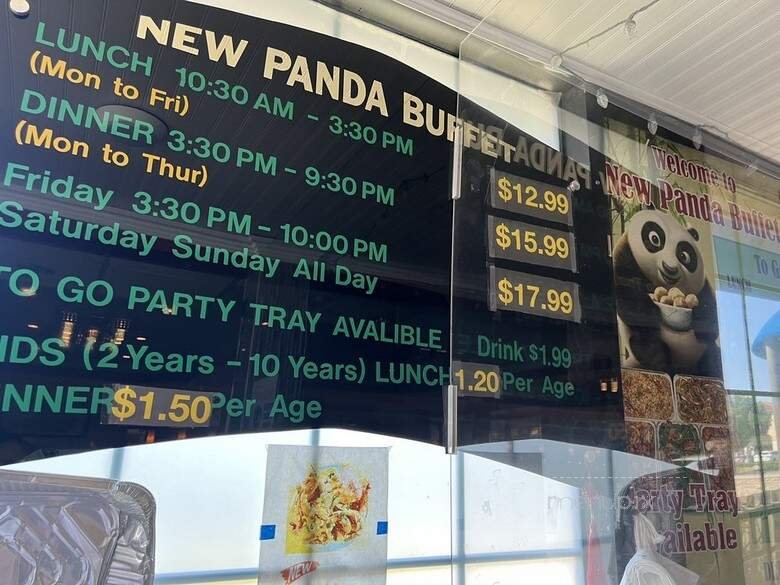 NEW PANDA BUFFET
LUNCH 10:30 AM - 3:30 PM
(Mon to Fri)
$12.99
DINNER 3:30 PM - 9:30 PM
(Mon to Thur)
$15.99
Friday 3:30 PM - 10:00 PM
Saturday Sunday All Day
$17.99
TO GO PARTY TRAY AVALIBLE
Drink $1.99
IDS (2 Years - 10 Years) LUNCH 1.20 Per Age
NNER $1.50 Per Age
NEW
Welcome to
New Panda Buffet
To G
Party Tray
ailable